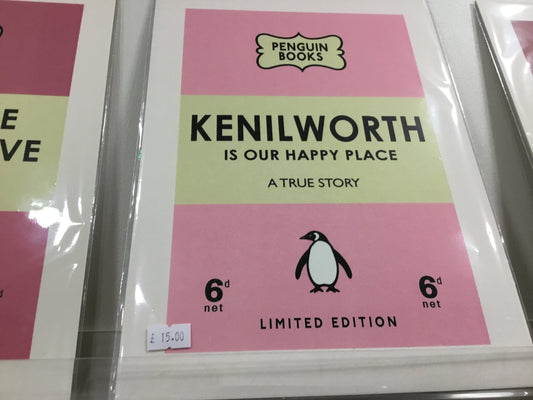 PENGUIN
BOOKS
KENILWORTH
IS OUR HAPPY PLACE
A TRUE STORY
6d
net
6d
net
LIMITED EDITION
£ 15.00
E
VE